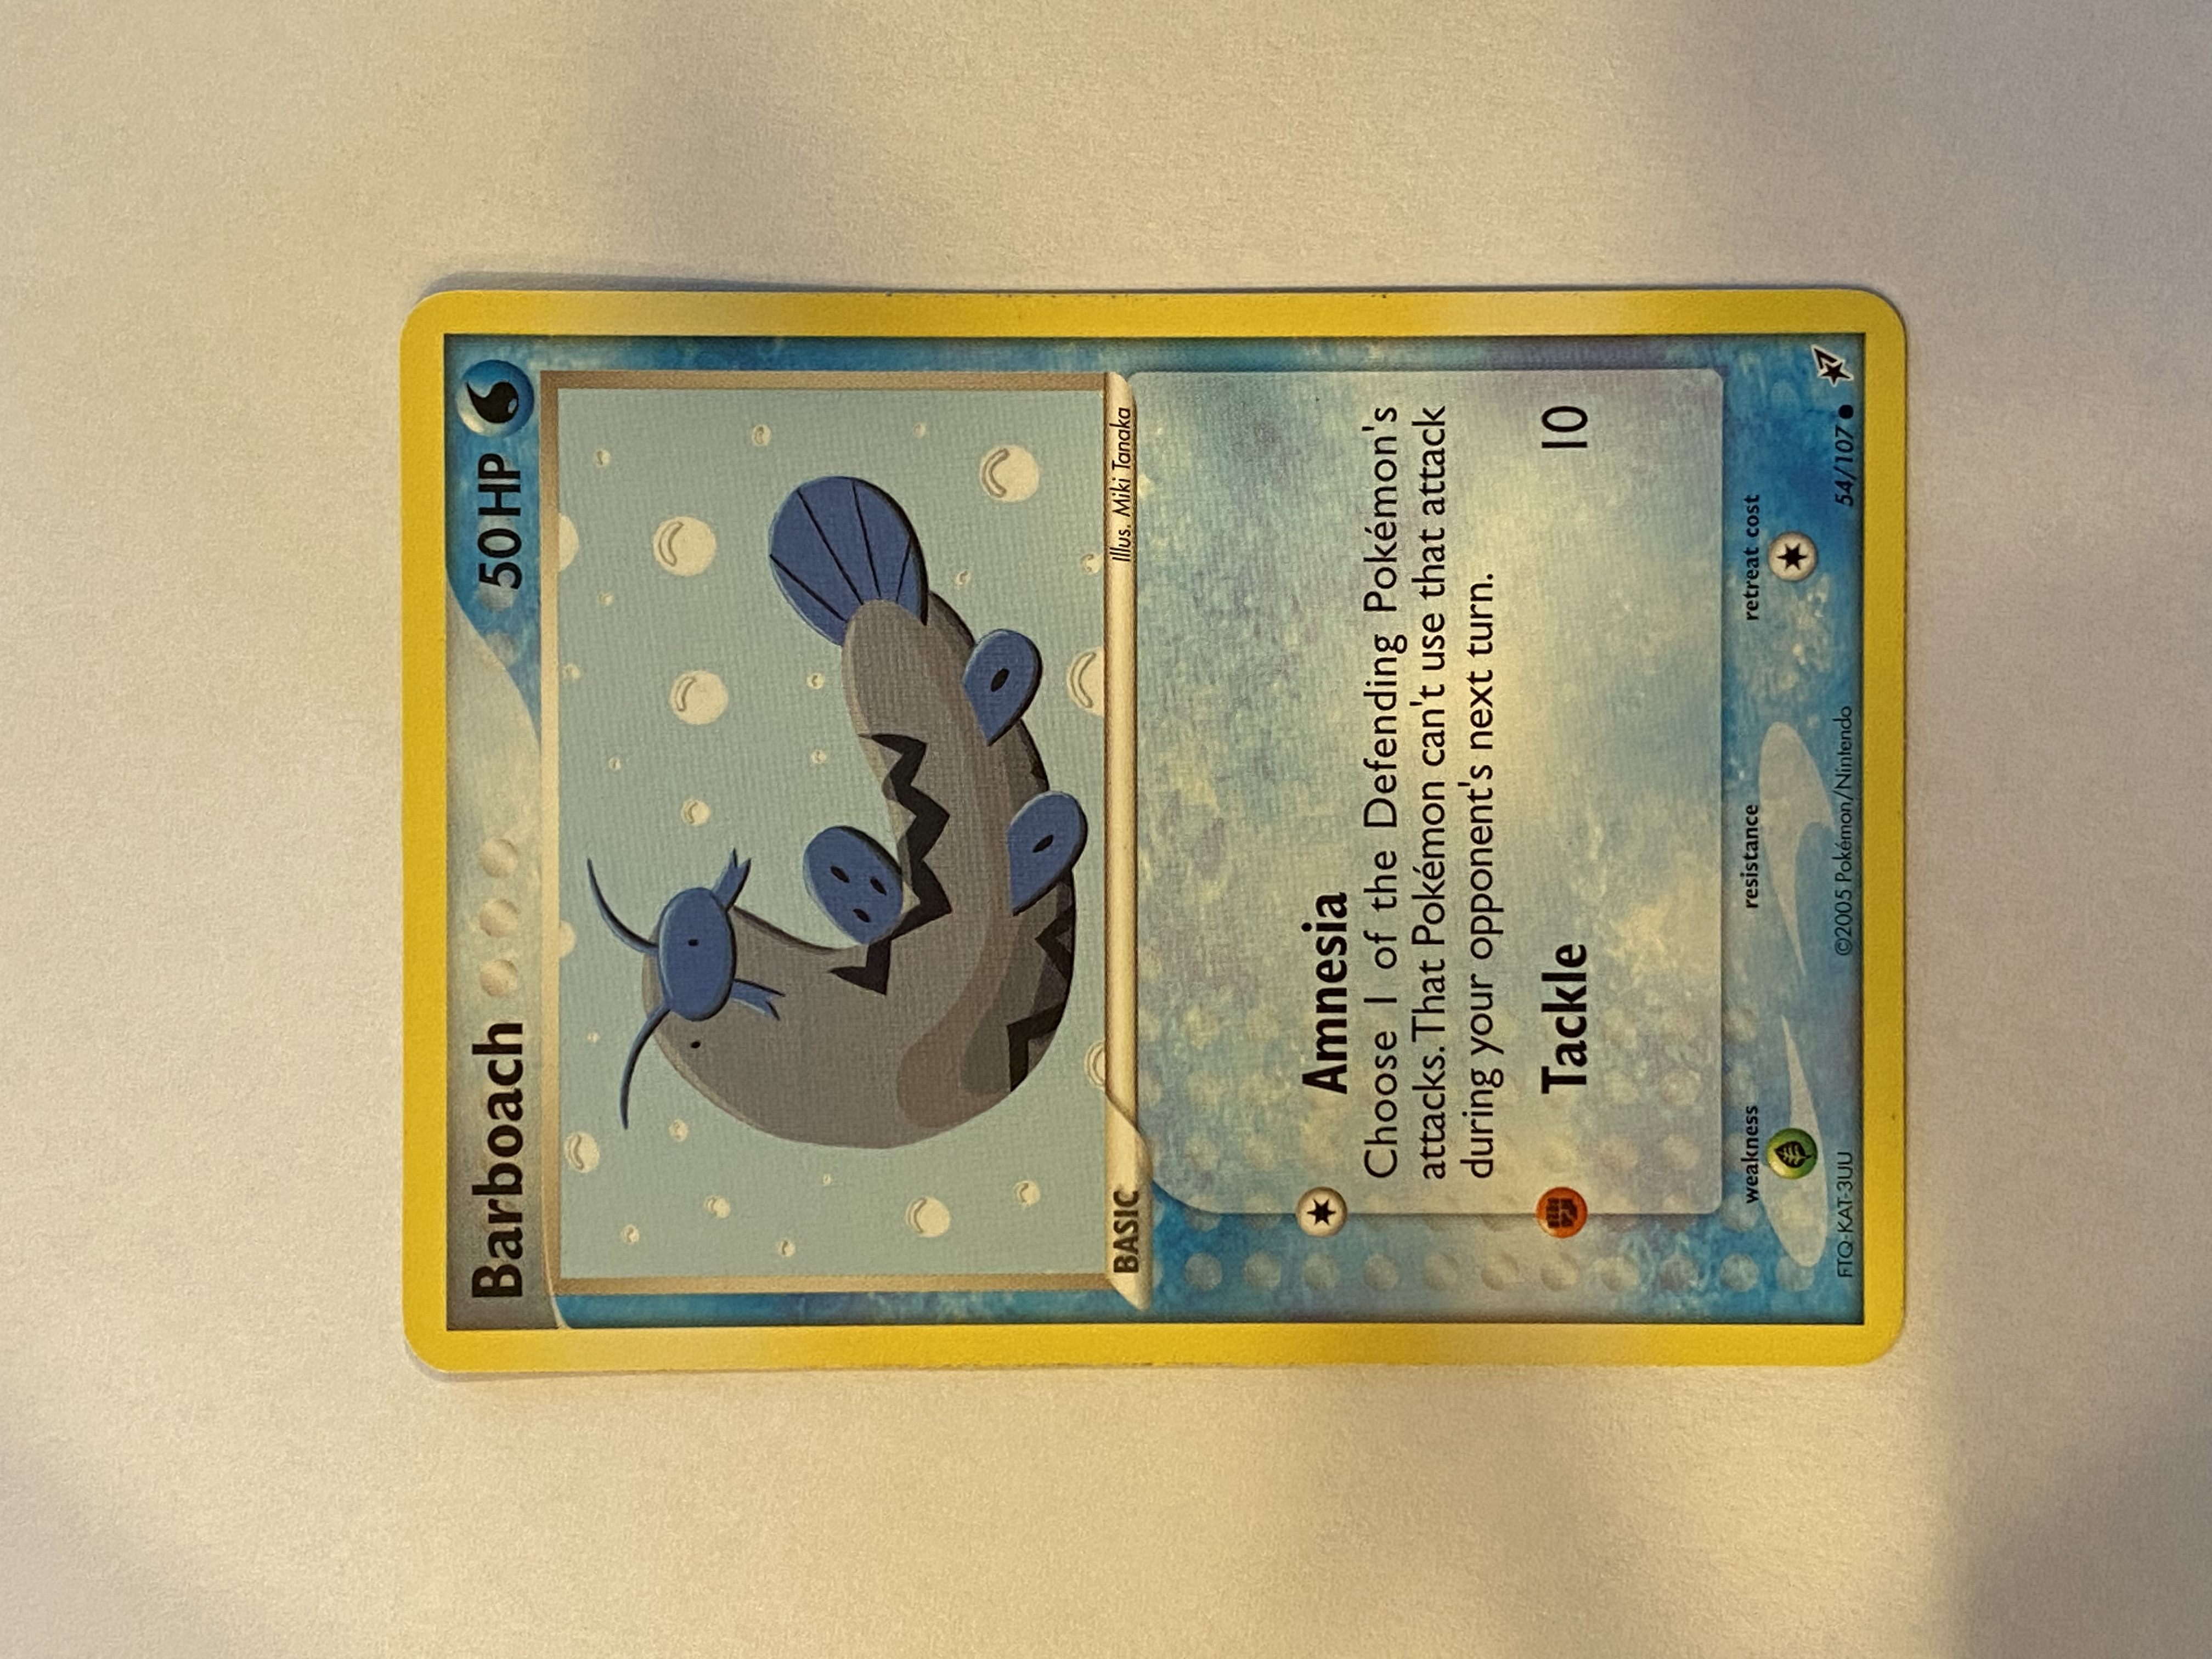 Barboach 50 HP
BASIC Illus. Miki Tanaka
Amnesia
Choose 1 of the Defending Pokémon's
attacks. That Pokémon can't use that attack
during your opponent's next turn.
Tackle 10
weakness resistance retreat cost
FTQ-KAT-3UU ©2005 Pokémon/Nintendo 54/107